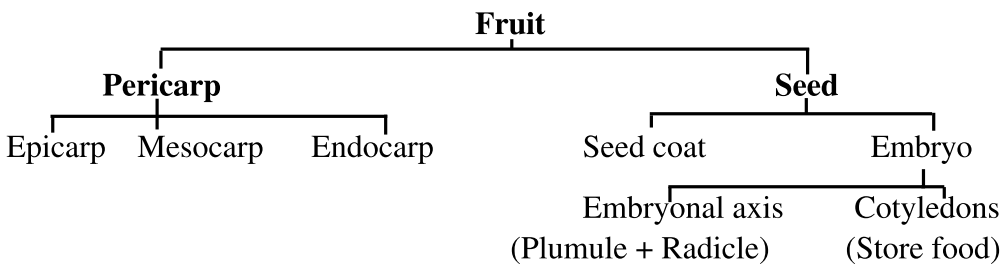 Fruit
Pericarp Seed
Epicarp Mesocarp Endocarp Seed coat Embryo
Embryonal axis Cotyledons
(Plumule + Radicle) (Store food)